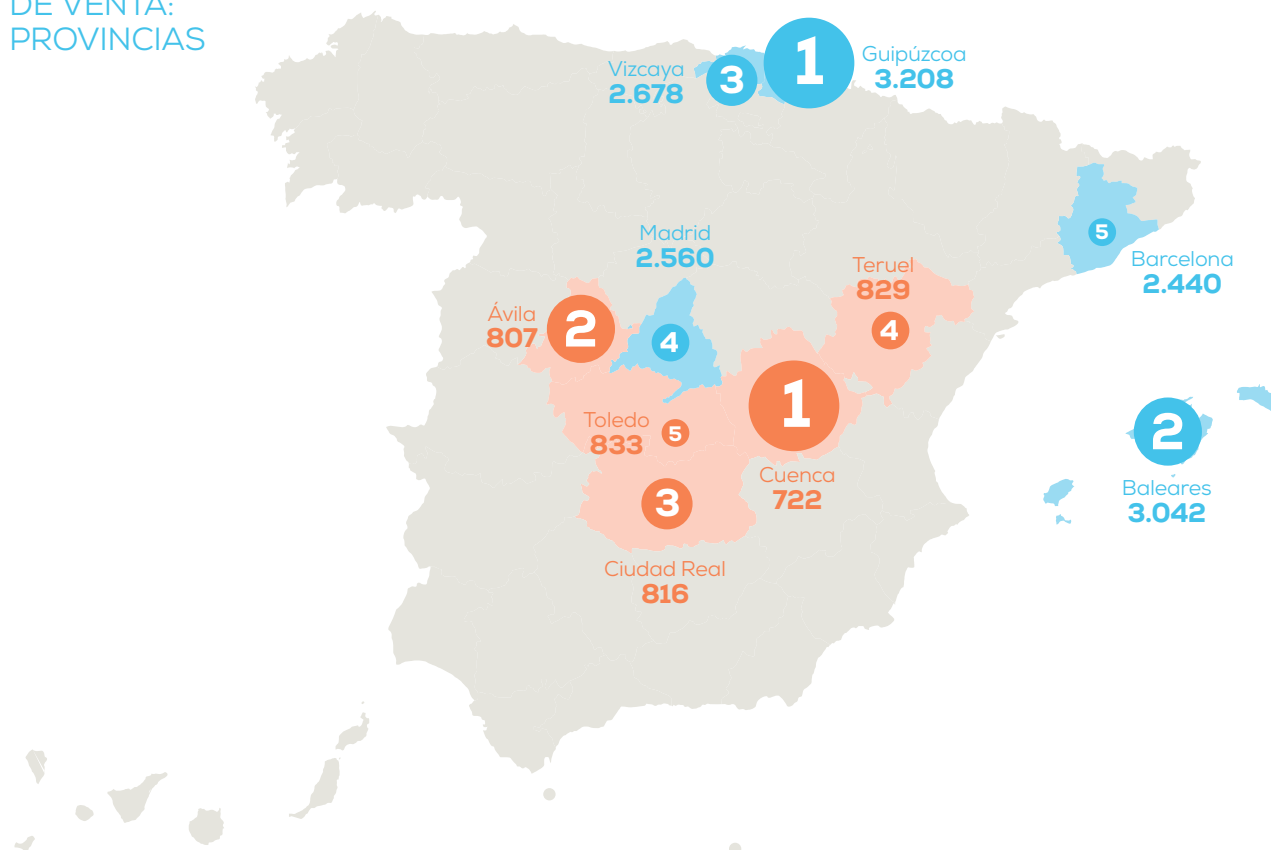 DE VENTA:
PROVINCIAS
1
Guipúzcoa
3.208
Vizcaya
2.678
3
Madrid
2.560
4
5
Barcelona
2.440
Teruel
829
4
Ávila
807
2
Toledo
833
5
1
Cuenca
722
2
Baleares
3.042
3
Ciudad Real
816